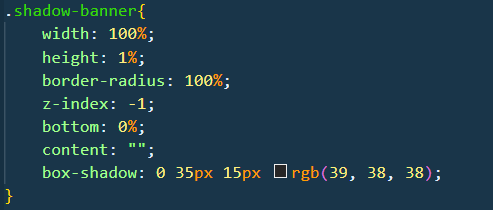 .shadow-banner{
width: 100%;
height: 1%;
border-radius: 100%;
z-index: -1;
bottom: 0%;
content: "";
box-shadow: 0 35px 15px rgb(39, 38, 38);
}